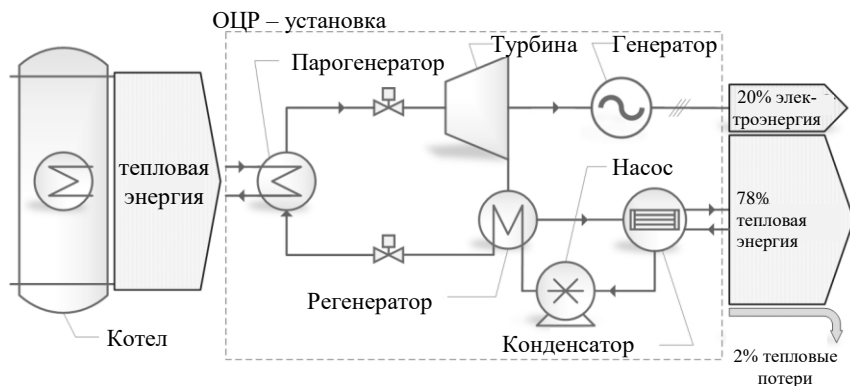 ОЦР – установка
Турбина
Генератор
Парогенератор
20% элек-
троэнергия
тепловая
энергия
Насос
78%
тепловая
энергия
Регенератор
Котел
Конденсатор
2% тепловые
потери